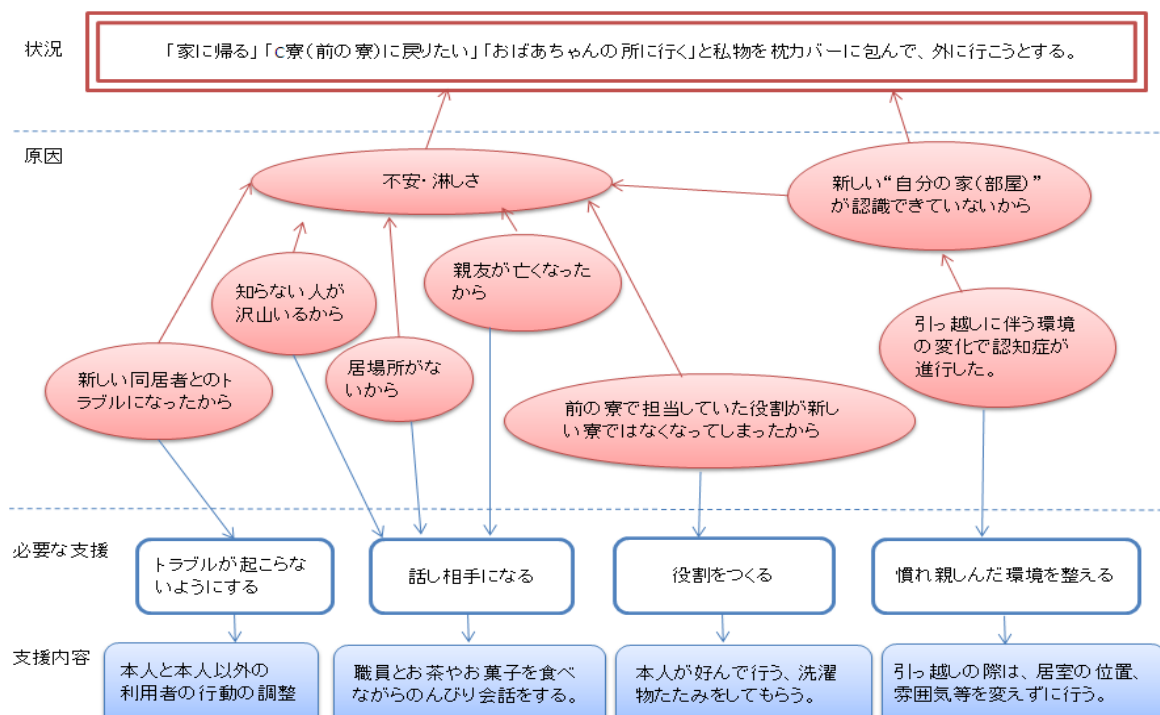 状況
「家に帰る」「c寮(前の寮)に戻りたい」「おばあちゃんの所に行く」と私物を枕カバーに包んで、外に行こうとする。
原因
不安・淋しさ
新しい“自分の家(部屋)”
が認識できていないから
親友が亡くなった
から
知らない人が
沢山いるから
引っ越しに伴う環境
の変化で認知症が
進行した。
居場所がな
いから
新しい同居者とのト
ラブルになったから
前の寮で担当していた役割が新し
い寮ではなくなってしまったから
必要な支援
トラブルが起こらな
いようにする
話し相手になる
役割をつくる
慣れ親しんだ環境を整える
支援内容
本人と本人以外の
利用者の行動の調整
職員とお茶やお菓子を食べ
ながらのんびり会話をする。
本人が好んで行う、洗濯
物たたみをしてもらう。
引っ越しの際は、居室の位置、
雰囲気等を変えずに行う。